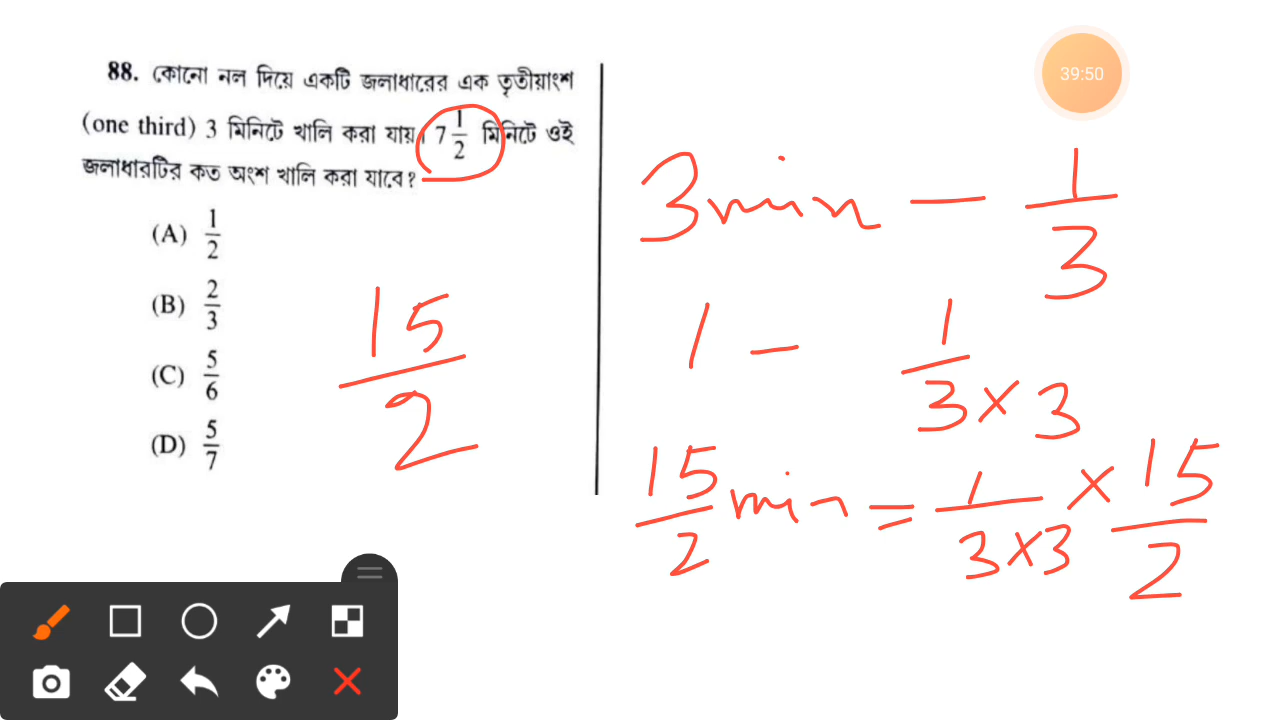 88. কোনো নল দিয়ে একটি জলাধারের এক তৃতীয়াংশ
(one third) 3 মিনিটে খালি করা যায়। 7 1/2 মিনিটে ওই
জলাধারটির কত অংশ খালি করা যাবে?
(A) 1/2
(B) 2/3
(C) 5/6
(D) 5/7
15/2
39:50
3 min — 1/3
1 — 1/3×3
15/2 min = 1/3×3 × 15/2